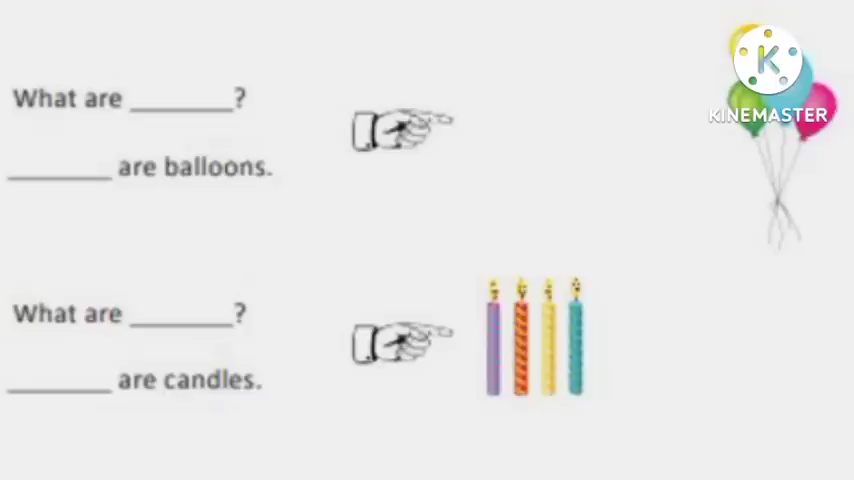 What are ________?
________ are balloons.
K
KINEMASTER
What are ________?
________ are candles.